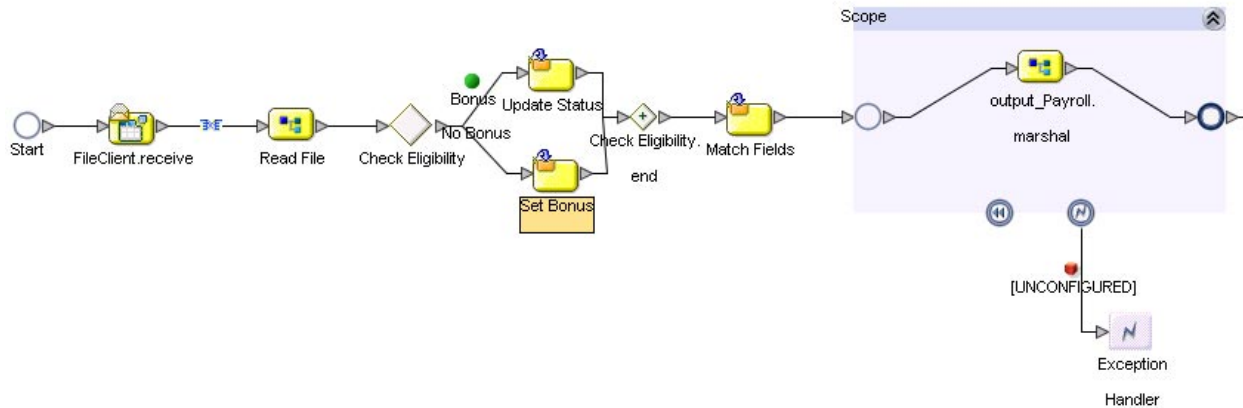 Scope
Bonus
Update Status
output_Payroll.
marshal
Start
FileClient.receive
Read File
Check Eligibility
No Bonus
Check Eligibility.
end
Match Fields
Set Bonus
[UNCONFIGURED]
Exception
Handler